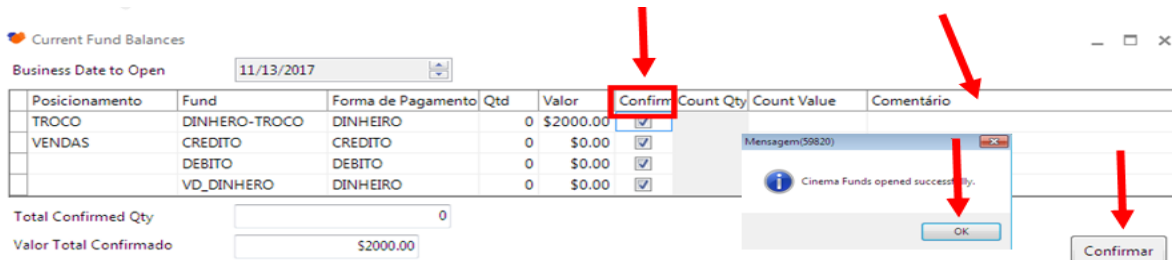 Current Fund Balances
Business Date to Open 11/13/2017
Posicionamento Fund Forma de Pagamento Qtd Valor Confirm Count Qty Count Value Comentário
TROCO DINHERO-TROCO DINHEIRO 0 $2000.00
VENDAS CREDITO CREDITO 0 $0.00
DEBITO DEBITO 0 $0.00
VD_DINHERO DINHEIRO 0 $0.00
Mensagem(59820)
Cinema Funds opened successfully.
OK
Total Confirmed Qty 0
Valor Total Confirmado $2000.00
Confirmar